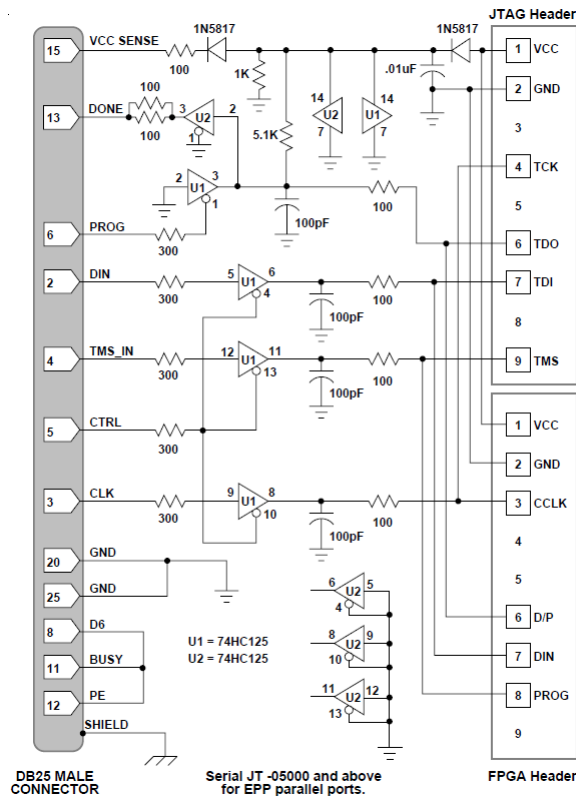 1N5817
1N5817
JTAG Header
15
VCC SENSE
100
1K
.01uF
1
VCC
2
GND
13
DONE
100
100
3
U2
2
1
5.1K
14
U2
7
14
U1
7
3
4
TCK
2
U1
3
1
100pF
100
5
6
PROG
300
6
TDO
2
DIN
300
5
U1
6
4
100pF
100
7
TDI
8
4
TMS_IN
300
12
U1
11
13
100pF
100
9
TMS
5
CTRL
300
1
VCC
2
GND
3
CLK
300
9
U1
8
10
100pF
100
3
CCLK
4
20
GND
5
25
GND
6
U2
5
4
6
D/P
8
D6
U1 = 74HC125
U2 = 74HC125
8
U2
9
10
7
DIN
11
BUSY
12
PE
11
U2
12
13
8
PROG
SHIELD
9
DB25 MALE
CONNECTOR
Serial JT -05000 and above
for EPP parallel ports.
FPGA Header